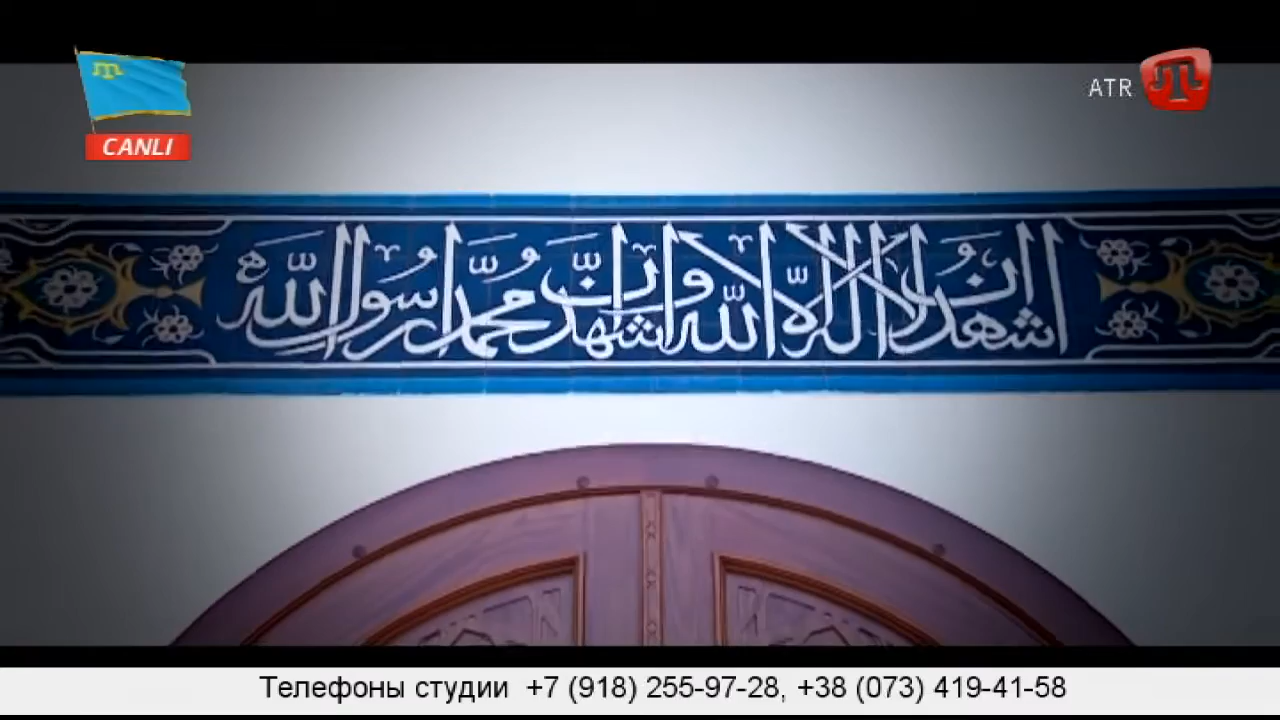 ATR
CANLI
اشهد ان لا اله الا الله و اشهد ان محمدا رسول الله
Телефоны студии +7 (918) 255-97-28, +38 (073) 419-41-58